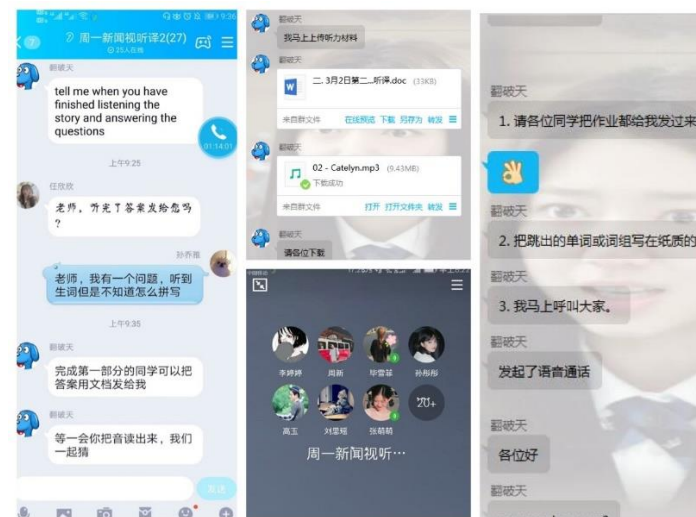 9:26
7
周一新闻视听译2(27)
25人在线
翻破天
tell me when you have
finished listening the
story and answering the
questions
01:54:01
上午9:25
任欣欣
老师，听完了答案发给您吗
？
孙乔雅
老师，我有一个问题，听到
生词但是不知道怎么拼写
上午9:35
翻破天
完成第一部分的同学可以把
答案用文档发给我
翻破天
等一会你把音读出来，我们
一起猜
发送
翻破天
我马上上传听力材料
翻破天
二. 3月2日第二...听译.doc (33KB)
来自群文件 在线预览 下载 另存为 转发
翻破天
02 - Catelyn.mp3 (9.43MB)
下载成功
来自群文件 打开 打开文件夹 转发
翻破天
请各位下载
李婷婷 周新 毕雪菲 孙彤彤
高玉 刘思瑶 张萌萌 20+
周一新闻视听…
翻破天
1. 请各位同学把作业都给我发过来
翻破天
2. 把跳出的单词或词组写在纸质的
翻破天
3. 我马上呼叫大家。
翻破天
发起了语音通话
翻破天
各位好
翻破天